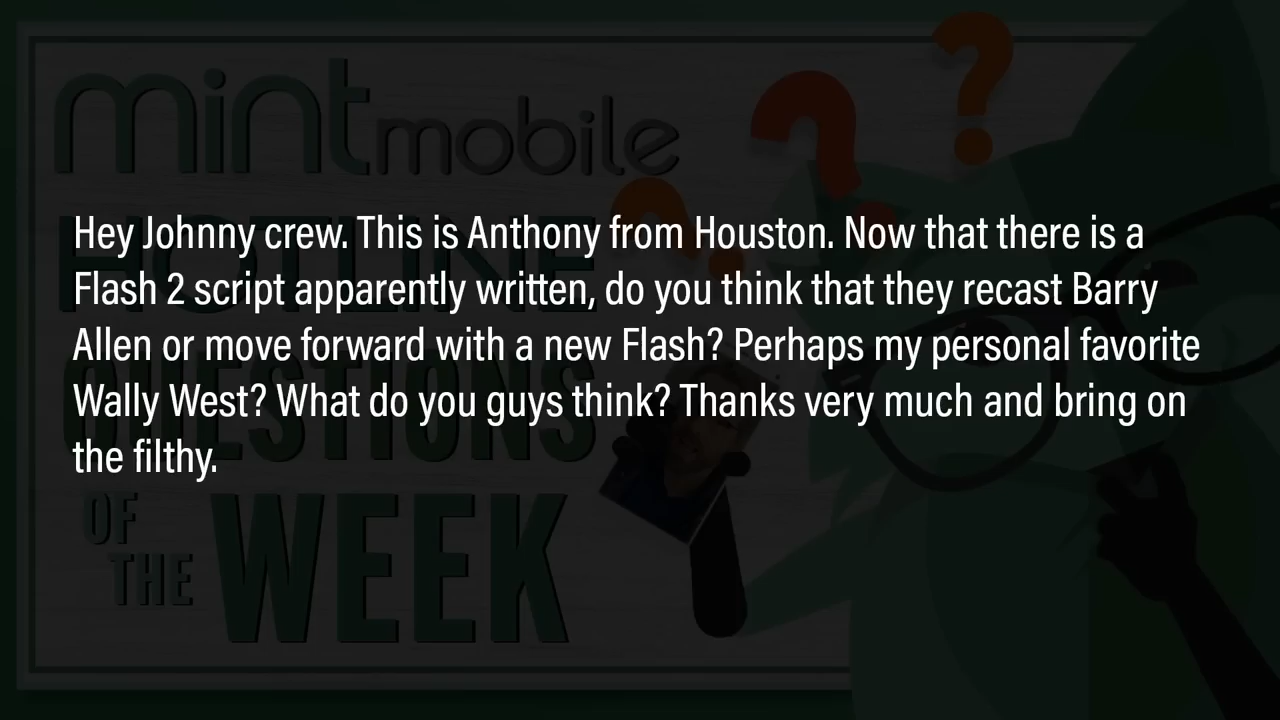 mint mobile
HOTLINE
QUESTIONS
OF
THE
WEEK
Hey Johnny crew. This is Anthony from Houston. Now that there is a
Flash 2 script apparently written, do you think that they recast Barry
Allen or move forward with a new Flash? Perhaps my personal favorite
Wally West? What do you guys think? Thanks very much and bring on
the filthy.
? ? ?